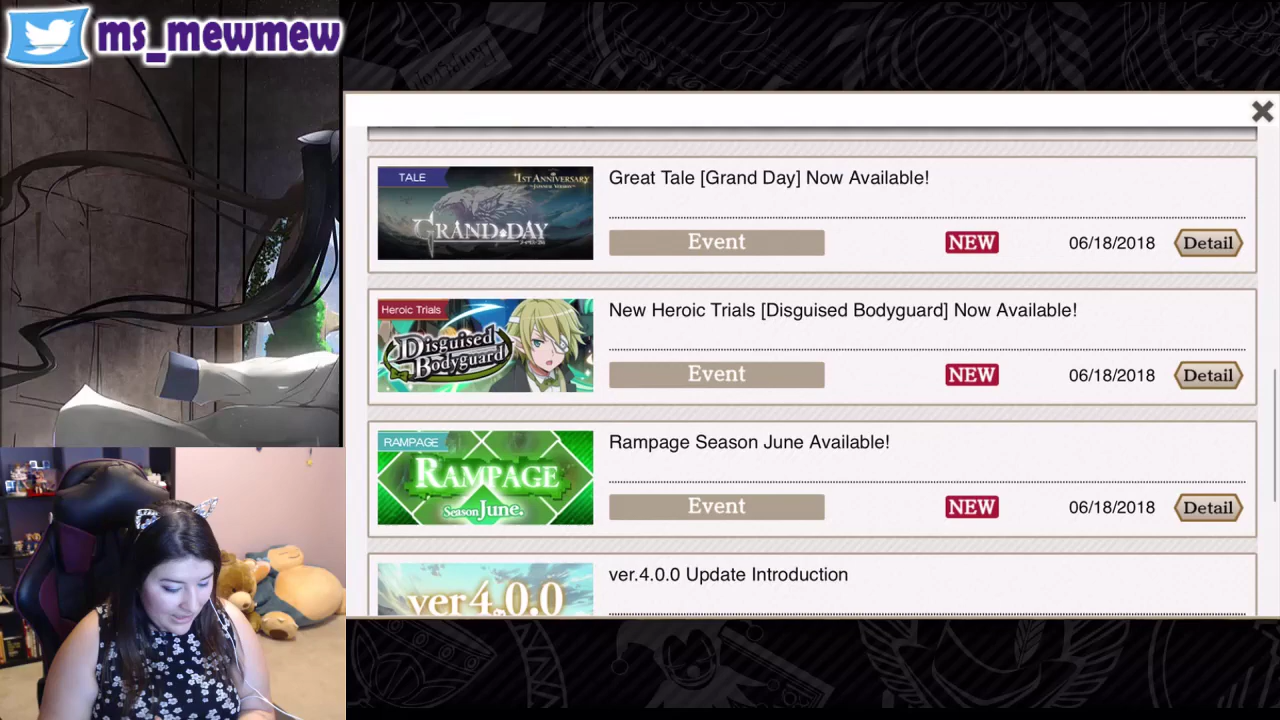 ms_mewmew
TALE
1ST ANNIVERSARY
GRAND DAY
Great Tale [Grand Day] Now Available!
Event
NEW
06/18/2018
Detail
Heroic Trials
Disguised
Bodyguard
New Heroic Trials [Disguised Bodyguard] Now Available!
Event
NEW
06/18/2018
Detail
RAMPAGE
RAMPAGE
Season June.
Rampage Season June Available!
Event
NEW
06/18/2018
Detail
ver4.0.0
ver.4.0.0 Update Introduction